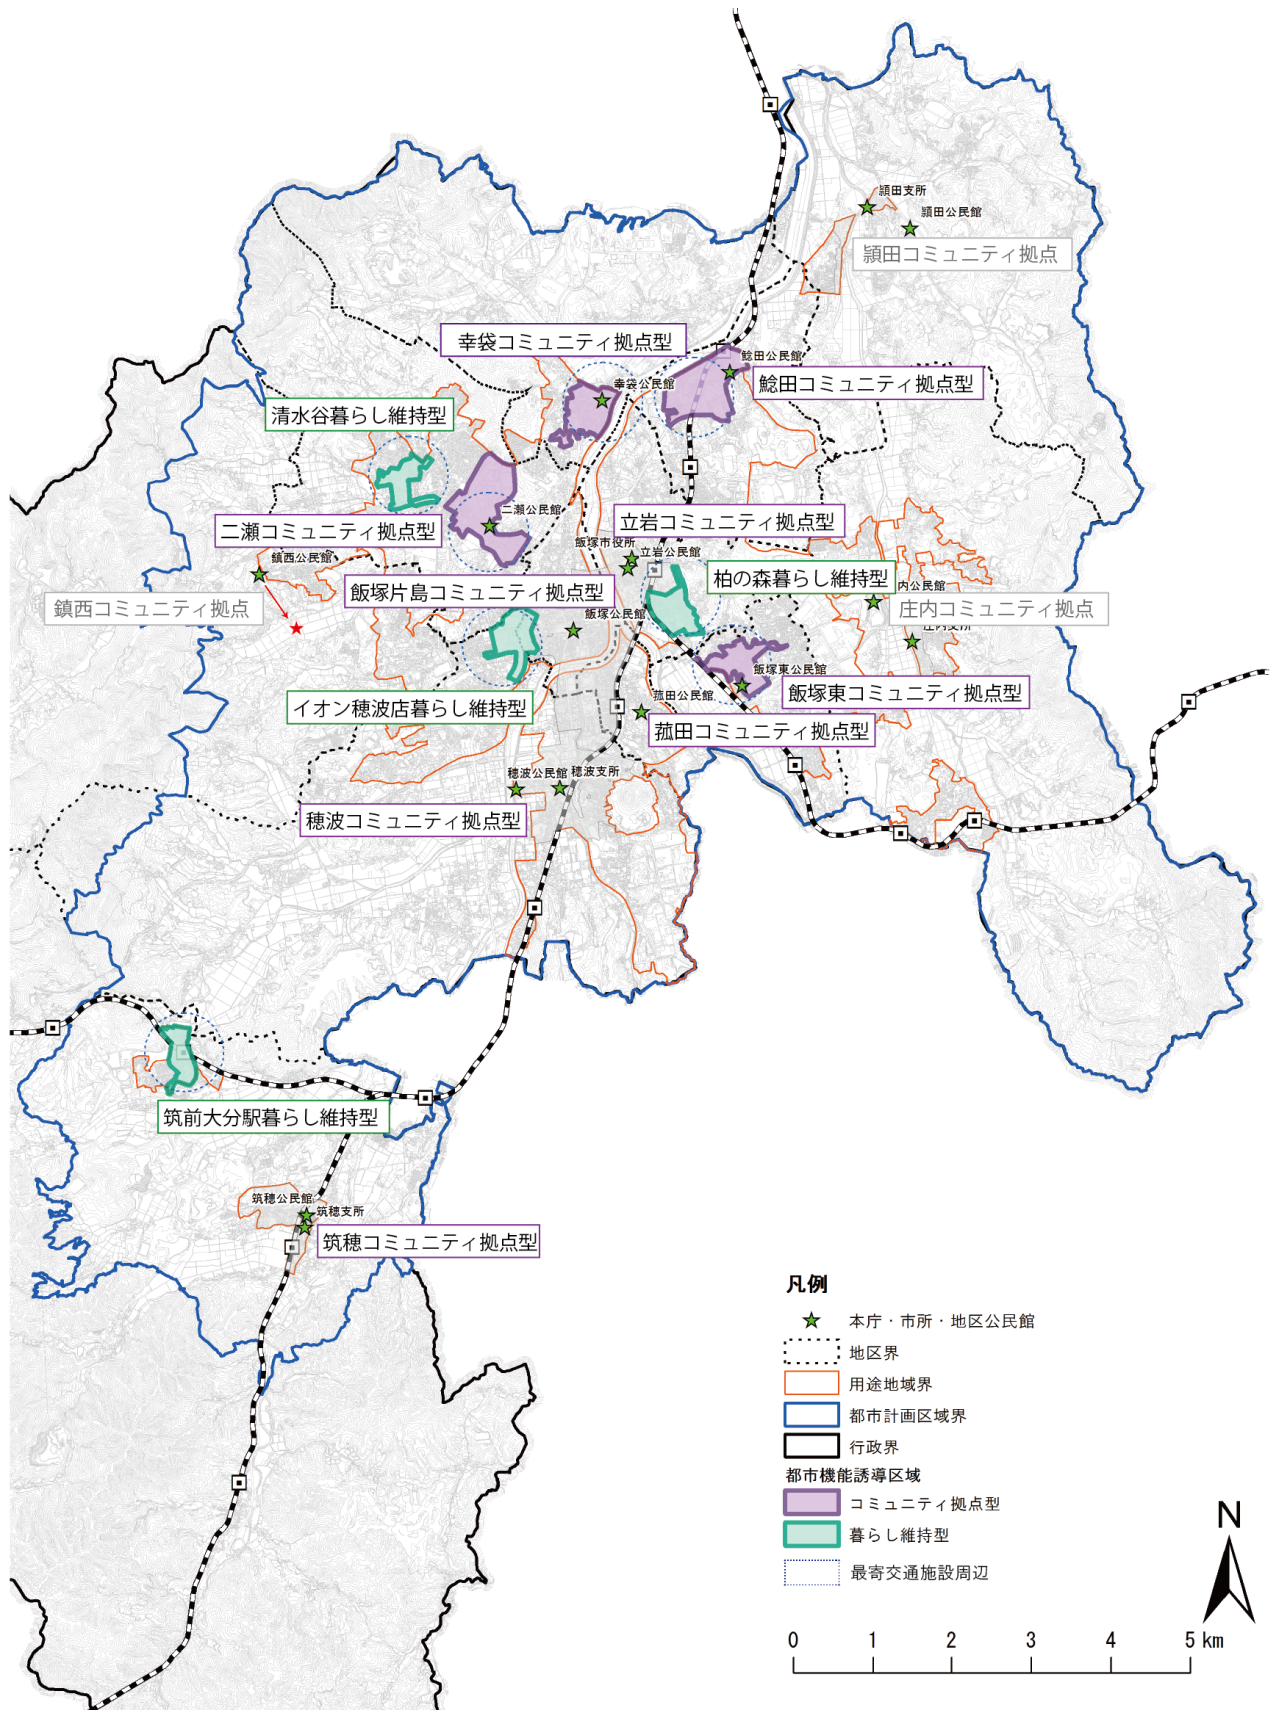 頴田支所
頴田公民館
頴田コミュニティ拠点
幸袋コミュニティ拠点型
鯰田公民館
幸袋公民館
鯰田コミュニティ拠点型
清水谷暮らし維持型
二瀬公民館
立岩コミュニティ拠点型
二瀬コミュニティ拠点型
飯塚市役所
立岩公民館
鎮西公民館
柏の森暮らし維持型
内公民館
飯塚片島コミュニティ拠点型
鎮西コミュニティ拠点
庄内コミュニティ拠点
飯塚公民館
庄内支所
飯塚東公民館
飯塚東コミュニティ拠点型
菰田公民館
イオン穂波店暮らし維持型
菰田コミュニティ拠点型
穂波公民館
穂波支所
穂波コミュニティ拠点型
筑前大分駅暮らし維持型
筑穂公民館
筑穂支所
筑穂コミュニティ拠点型
凡例
本庁・市所・地区公民館
地区界
用途地域界
都市計画区域界
行政界
都市機能誘導区域
コミュニティ拠点型
暮らし維持型
最寄交通施設周辺
N
0 1 2 3 4 5 km